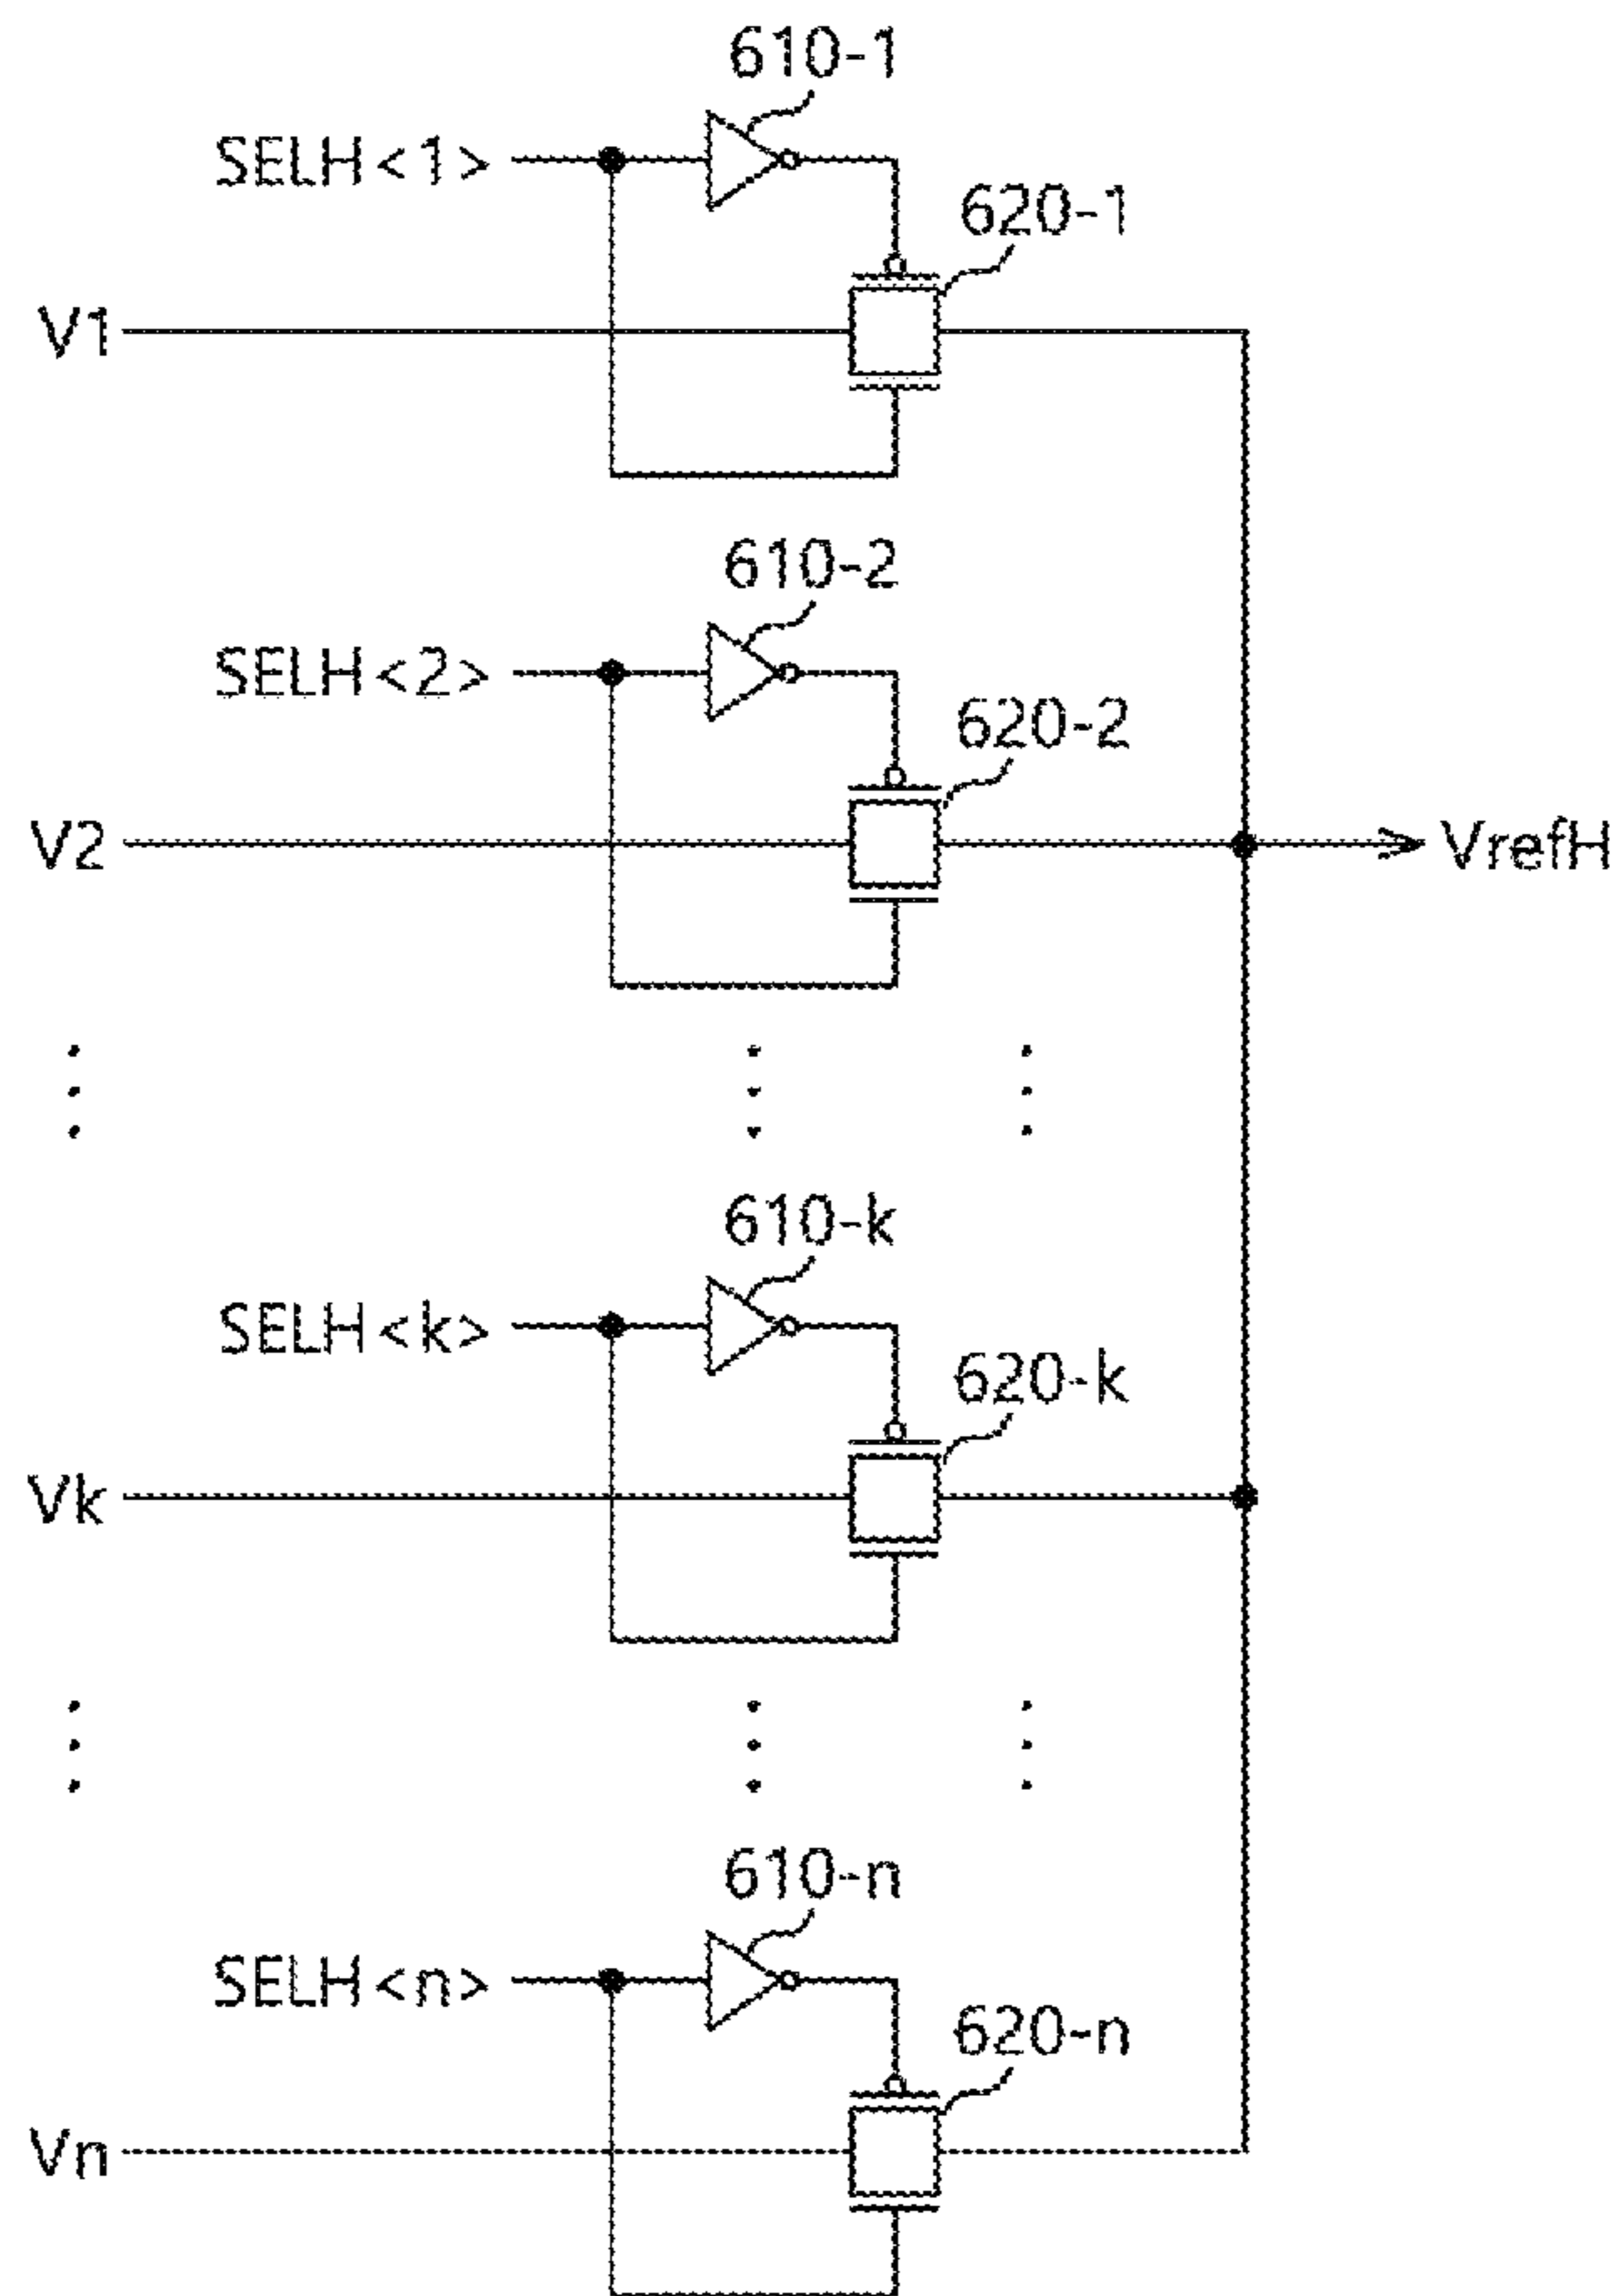 610-1
SELH<1>
620-1
V1
610-2
SELH<2>
620-2
V2
VrefH
610-k
SELH<k>
620-k
Vk
610-n
SELH<n>
620-n
Vn